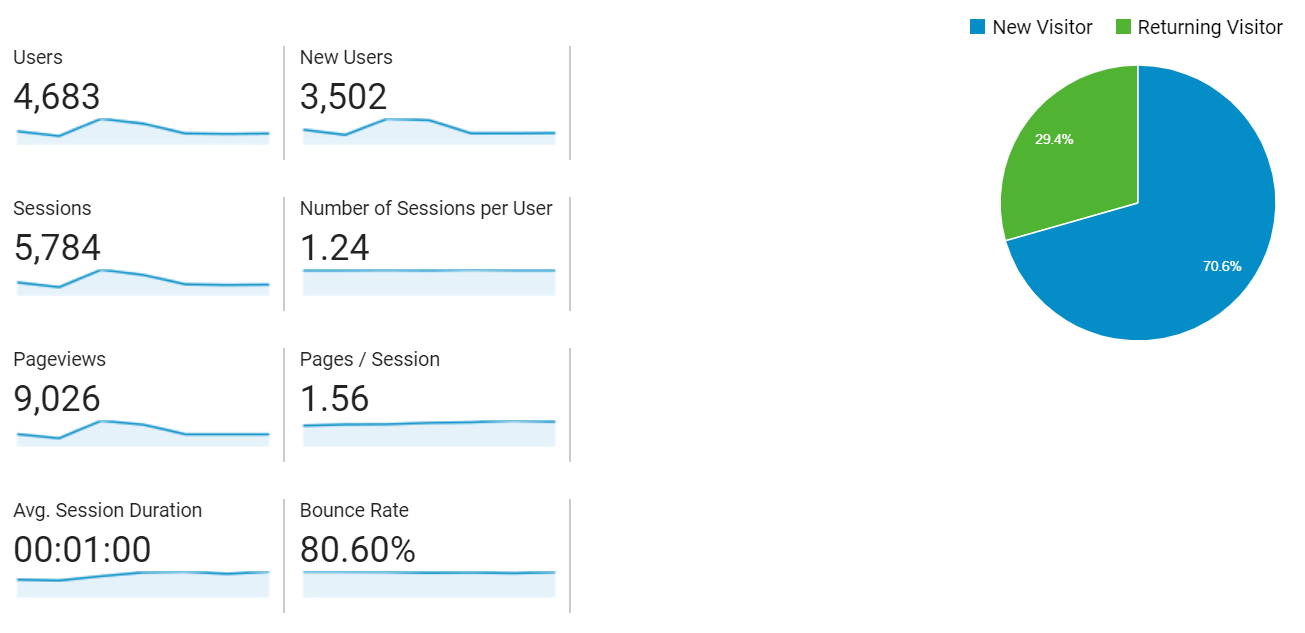 New Visitor
Returning Visitor
Users
4,683
New Users
3,502
Sessions
5,784
Number of Sessions per User
1.24
Pageviews
9,026
Pages / Session
1.56
Avg. Session Duration
00:01:00
Bounce Rate
80.60%
29.4%
70.6%